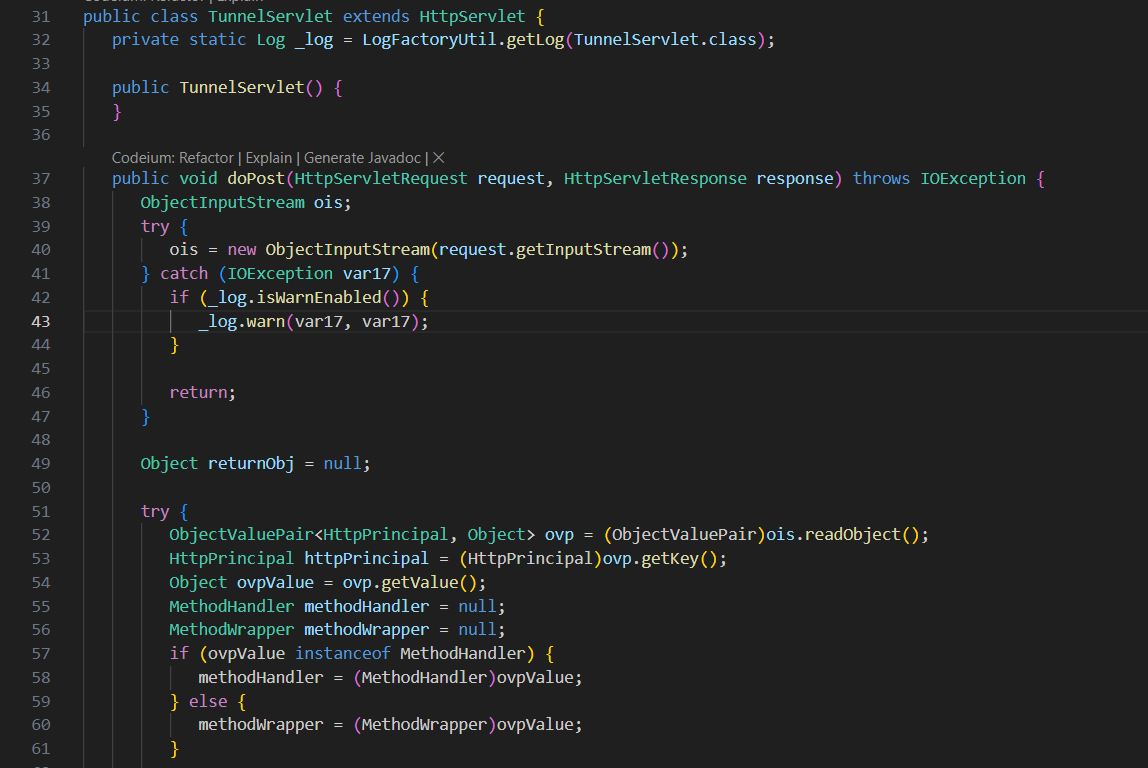 31 public class TunnelServlet extends HttpServlet {
32 private static Log _log = LogFactoryUtil.getLog(TunnelServlet.class);
33
34 public TunnelServlet() {
35 }
36
Codeium: Refactor | Explain | Generate Javadoc | ✕
37 public void doPost(HttpServletRequest request, HttpServletResponse response) throws IOException {
38 ObjectInputStream ois;
39 try {
40 ois = new ObjectInputStream(request.getInputStream());
41 } catch (IOException var17) {
42 if (_log.isWarnEnabled()) {
43 _log.warn(var17, var17);
44 }
45
46 return;
47 }
48
49 Object returnObj = null;
50
51 try {
52 ObjectValuePair<HttpPrincipal, Object> ovp = (ObjectValuePair)ois.readObject();
53 HttpPrincipal httpPrincipal = (HttpPrincipal)ovp.getKey();
54 Object ovpValue = ovp.getValue();
55 MethodHandler methodHandler = null;
56 MethodWrapper methodWrapper = null;
57 if (ovpValue instanceof MethodHandler) {
58 methodHandler = (MethodHandler)ovpValue;
59 } else {
60 methodWrapper = (MethodWrapper)ovpValue;
61 }